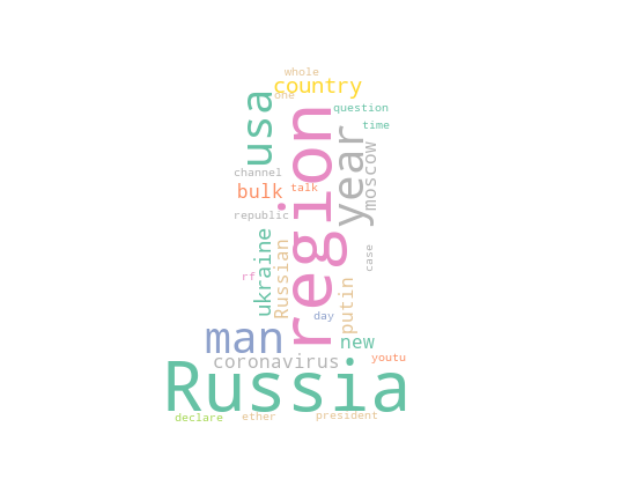 whole
country
one
usa
question
region
time
year
moscow
channel
talk
bulk
republic
ukraine
Russian
case
rf
putin
day
man
new
coronavirus
youtu
Russia
declare
ether
president